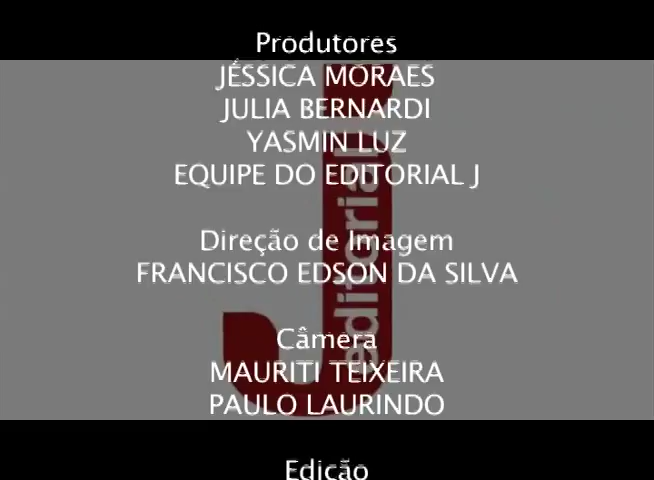 Produtores
JÉSSICA MORAES
JULIA BERNARDI
YASMIN LUZ
EQUIPE DO EDITORIAL J
Direção de Imagem
FRANCISCO EDSON DA SILVA
Câmera
MAURITI TEIXEIRA
PAULO LAURINDO
Edição
editorial
J